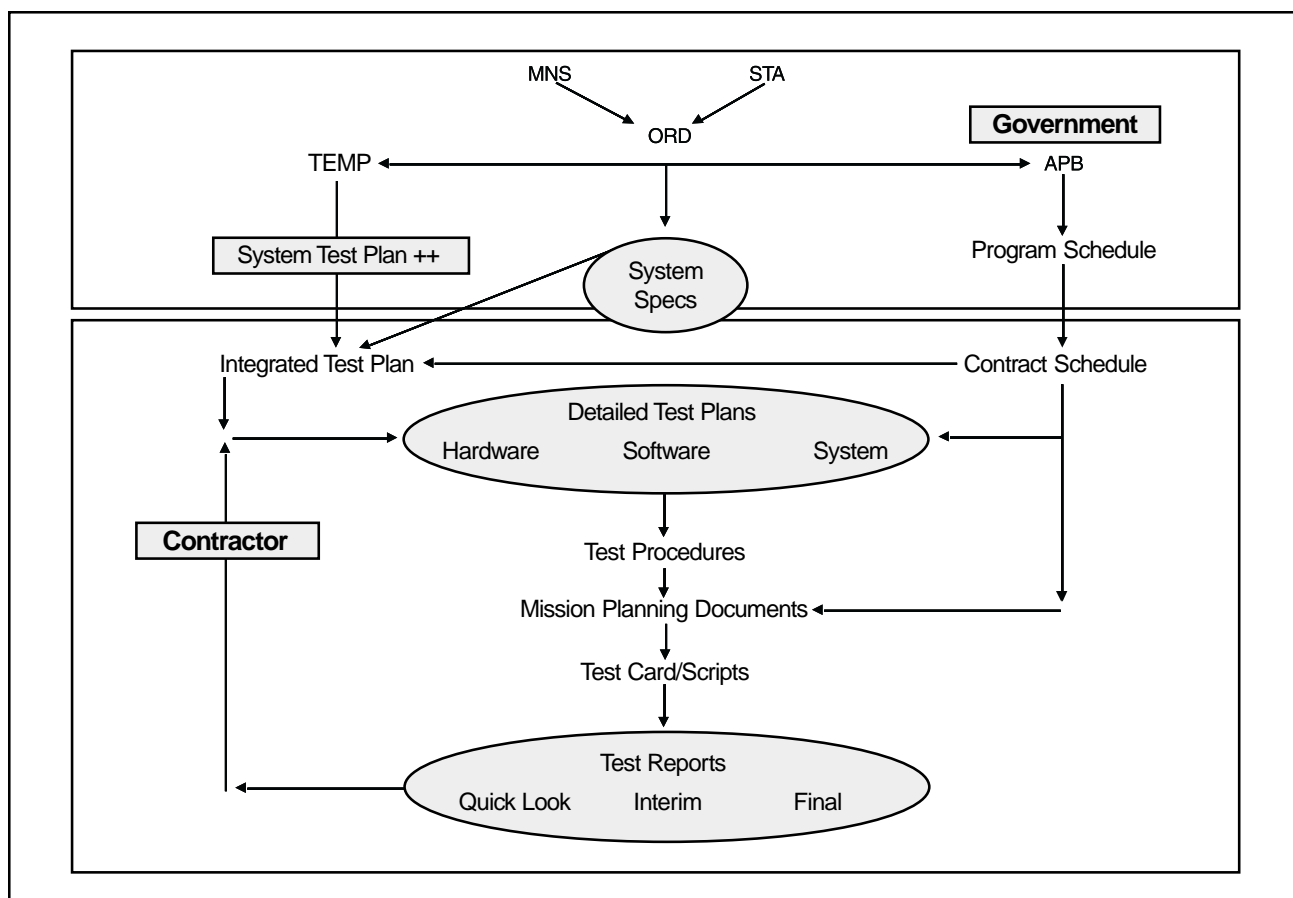 MNS STA
ORD
Government
TEMP APB
System Test Plan ++
Program Schedule
System
Specs
Integrated Test Plan Contract Schedule
Detailed Test Plans
Hardware Software System
Contractor
Test Procedures
Mission Planning Documents
Test Card/Scripts
Test Reports
Quick Look Interim Final